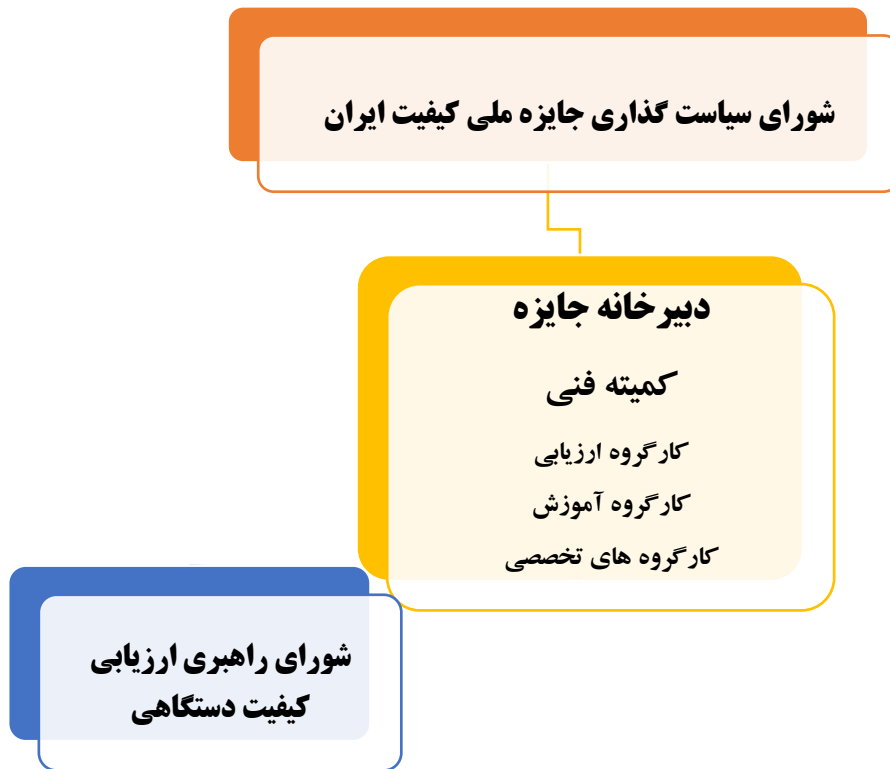 شورای سیاست گذاری جایزه ملی کیفیت ایران
دبیرخانه جایزه
کمیته فنی
کارگروه ارزیابی
کارگروه آموزش
کارگروه های تخصصی
شورای راهبری ارزیابی
کیفیت دستگاهی